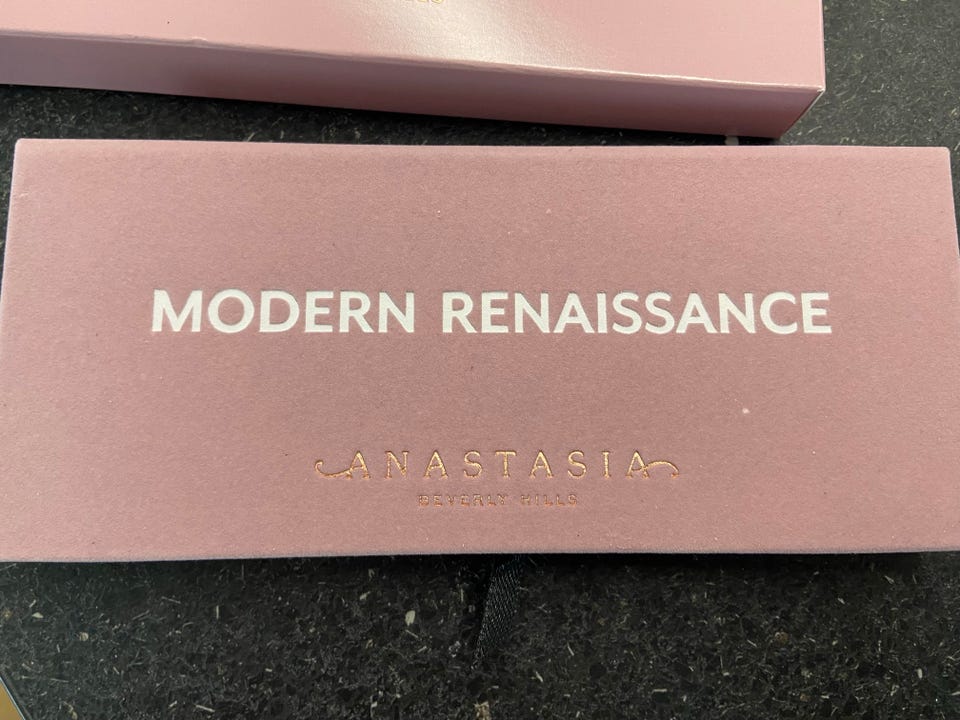 MODERN RENAISSANCE
ANASTASIA
BEVERLY HILLS